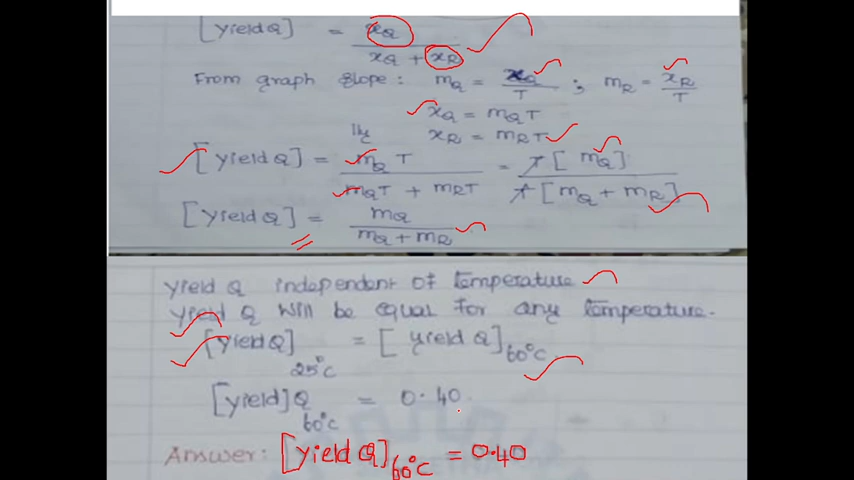 [Yield Q] = xQ / xQ + xR
From graph slope: mQ = xQ / T ; mR = xR / T
xQ = mQ T
lly xR = mR T
[Yield Q] = mQ T / mQ T + mR T = T [mQ] / T [mQ + mR]
[Yield Q] = mQ / mQ + mR
Yield Q independent of temperature
Yield Q will be equal for any temperature.
[Yield Q] 25°C = [Yield Q] 60°C
[Yield]Q 60°C = 0.40
Answer: [Yield Q] 60°C = 0.40